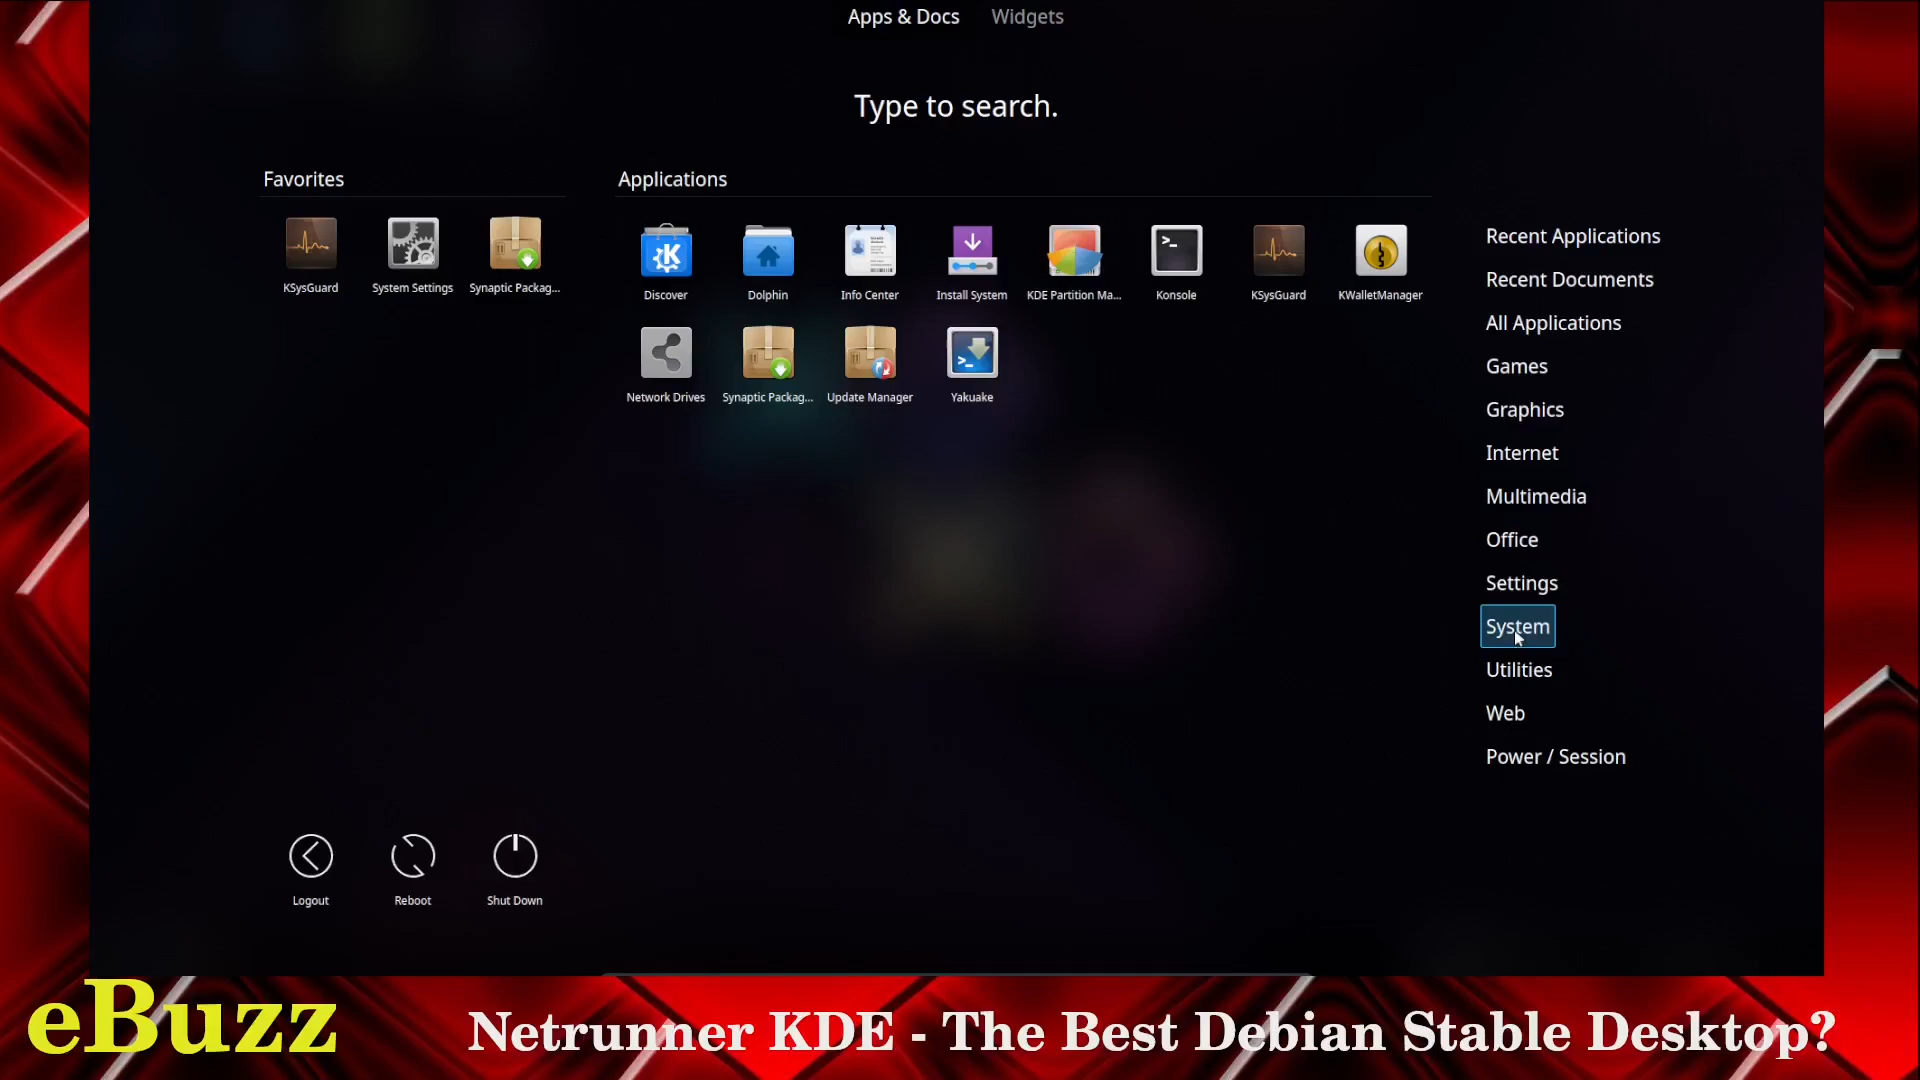 Apps & Docs Widgets
Type to search.
Favorites
KSysGuard System Settings Synaptic Packag...
Applications
Discover Dolphin Info Center Install System KDE Partition Ma... Konsole KSysGuard KWalletManager
Network Drives Synaptic Packag... Update Manager Yakuake
Recent Applications
Recent Documents
All Applications
Games
Graphics
Internet
Multimedia
Office
Settings
System
Utilities
Web
Power / Session
Logout Reboot Shut Down
eBuzz
Netrunner KDE - The Best Debian Stable Desktop?